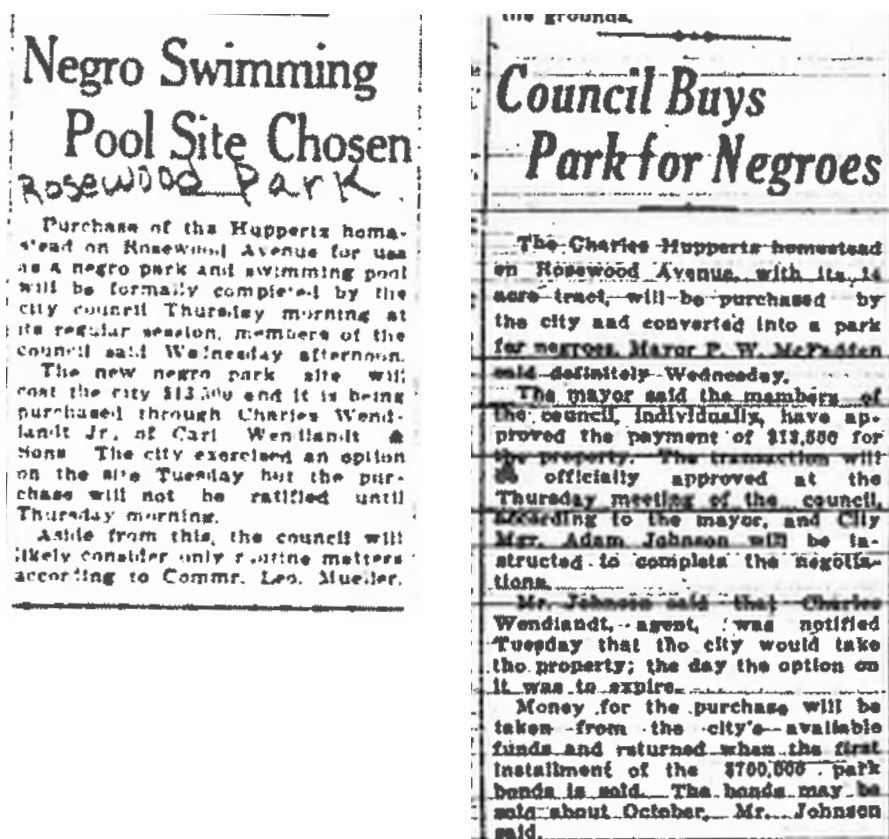 Negro Swimming
Pool Site Chosen
Rosewood Park
Purchase of tha Huppertz home-
stead on Rosewood Avenue for use
as a negro park and swimming pool
will be formally completed by the
city council Thursday morning at
its regular session, members of the
council said Wednesday afternoon.
The new negro park site will
cost the city $13,500 and it is being
purchased through Charles Wend-
landt Jr. of Carl Wendlandt &
Sons The city exercised an option
on the site Tuesday but the pur-
chase will not be ratified until
Thursday morning.
Aside from this, the council will
likely consider only routine matters
according to Commr. Leo. Mueller.
the grounds.
Council Buys
Park for Negroes
The Charles Huppertz homestead
on Rosewood Avenue, with its 14
acre tract, will be purchased by
the city and converted into a park
for negroes, Mayor P. W. McFadden
said definitely Wednesday.
The mayor said the members of
the council, individually, have ap-
proved the payment of $13,500 for
the property. The transaction will
be officially approved at the
Thursday meeting of the council,
according to the mayor, and City
Mgr. Adam Johnson will be in-
structed to complete the negotia-
tions.
Mr. Johnson said that Charles
Wendlandt, agent, was notified
Tuesday that the city would take
the property; the day the option on
it was to expire.
Money for the purchase will be
taken from the city's available
funds and returned when the first
installment of the $700,000 park
bonds is sold. The bonds may be
sold about October, Mr. Johnson
said.